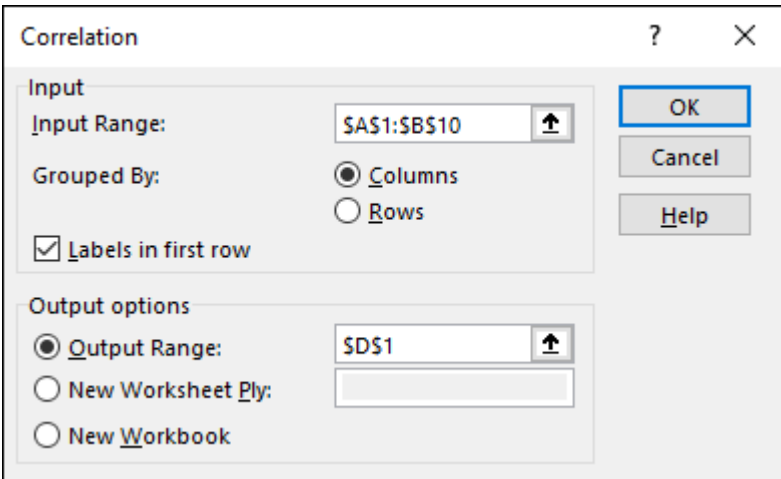 Correlation
?
Input
Input Range:
$A$1:$B$10
OK
Grouped By:
Columns
Cancel
Rows
Help
Labels in first row
Output options
Output Range:
$D$1
New Worksheet Ply:
New Workbook